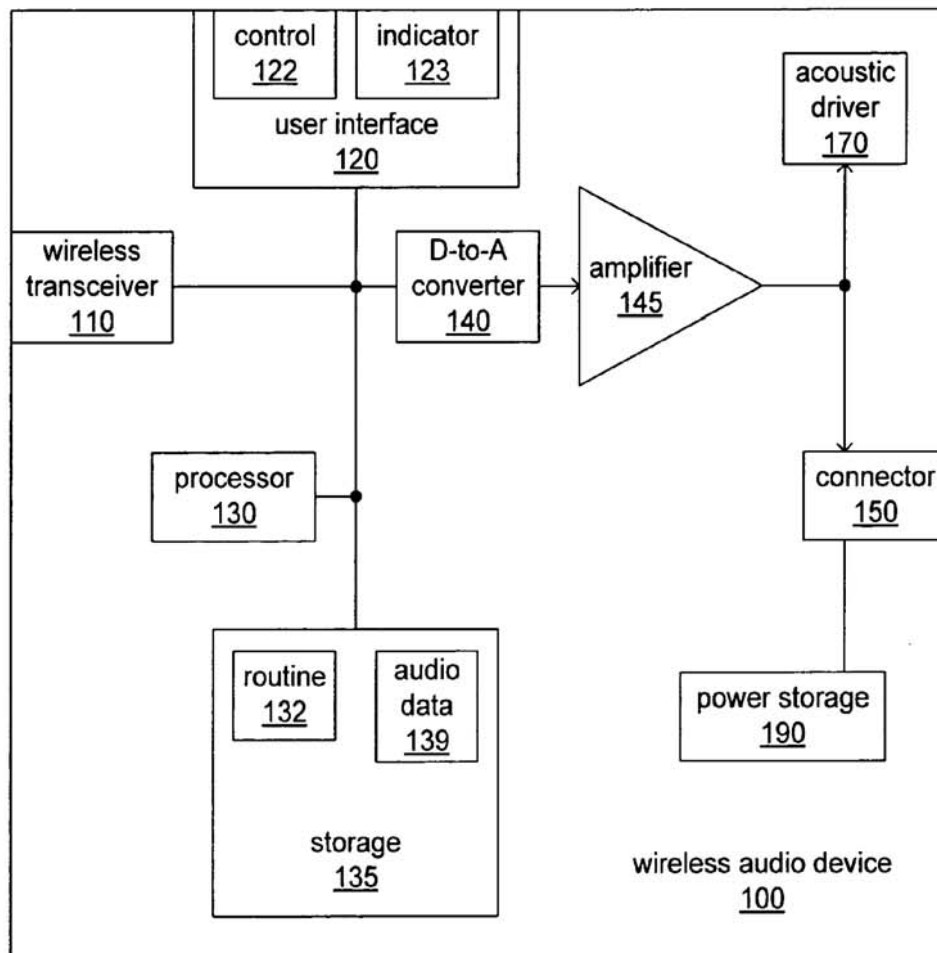 control
122
indicator
123
user interface
120
acoustic
driver
170
wireless
transceiver
110
D-to-A
converter
140
amplifier
145
processor
130
connector
150
routine
132
audio
data
139
storage
135
power storage
190
wireless audio device
100